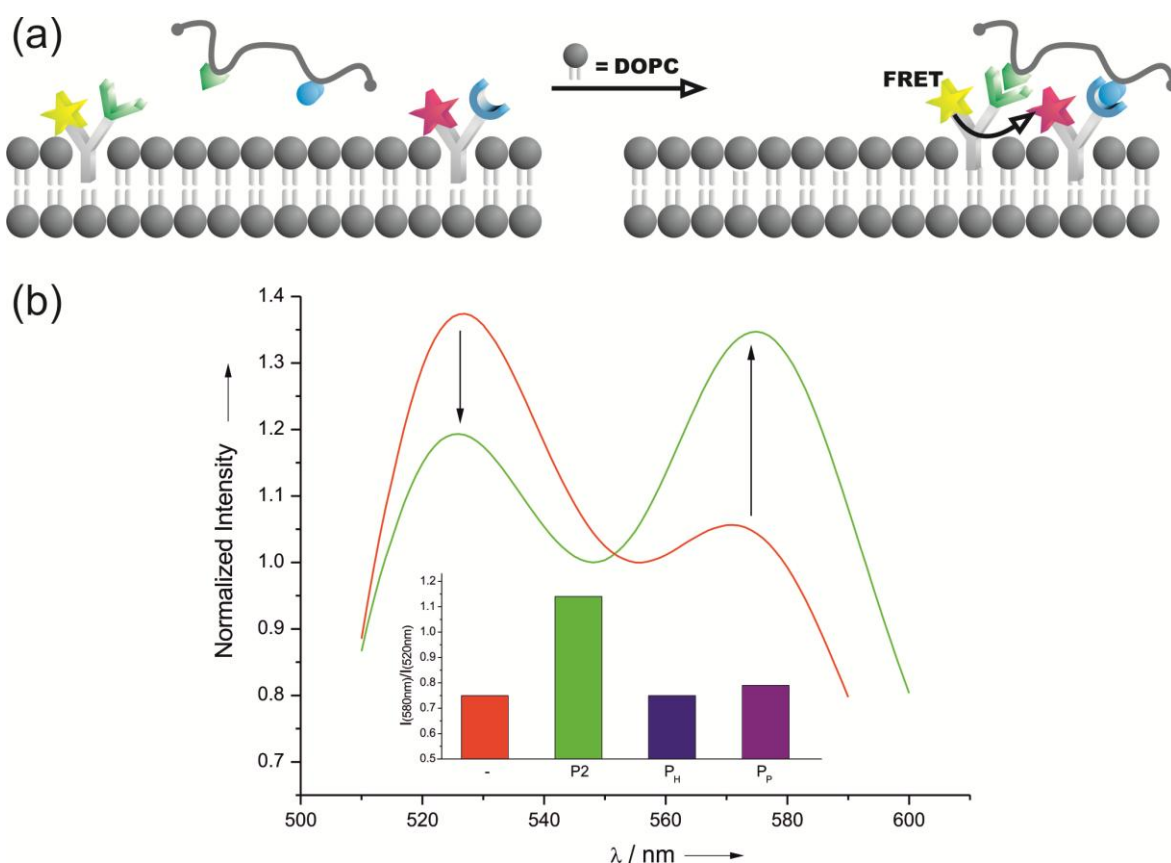 (a)
= DOPC
FRET
(b)
Normalized Intensity
1.4
1.3
1.2
1.1
1.0
0.9
0.8
0.7
I(580nm)/I(520nm)
1.2
1.1
1.0
0.9
0.8
0.7
0.6
0.5
- P2 PH PP
500 520 540 560 580 600
λ / nm